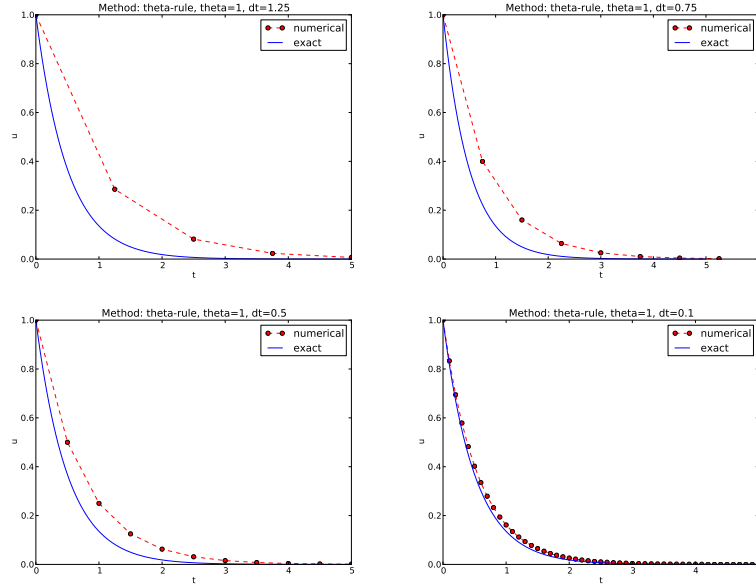 Method: theta-rule, theta=1, dt=1.25
1.0
0.8
0.6
0.4
0.2
0.0
u
0 1 2 3 4 5
t
numerical
exact
Method: theta-rule, theta=1, dt=0.75
1.0
0.8
0.6
0.4
0.2
0.0
u
0 1 2 3 4 5
t
numerical
exact
Method: theta-rule, theta=1, dt=0.5
1.0
0.8
0.6
0.4
0.2
0.0
u
0 1 2 3 4 5
t
numerical
exact
Method: theta-rule, theta=1, dt=0.1
1.0
0.8
0.6
0.4
0.2
0.0
u
0 1 2 3 4
t
numerical
exact